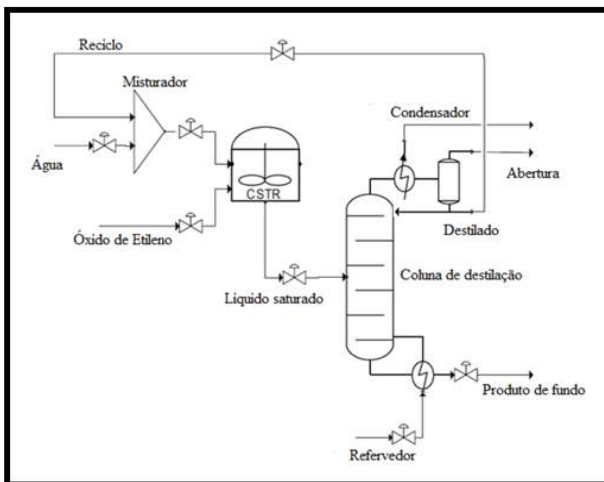 Reciclo
Misturador
Condensador
Água
Abertura
CSTR
Destilado
Óxido de Etileno
Coluna de destilação
Liquido saturado
Produto de fundo
Refervedor